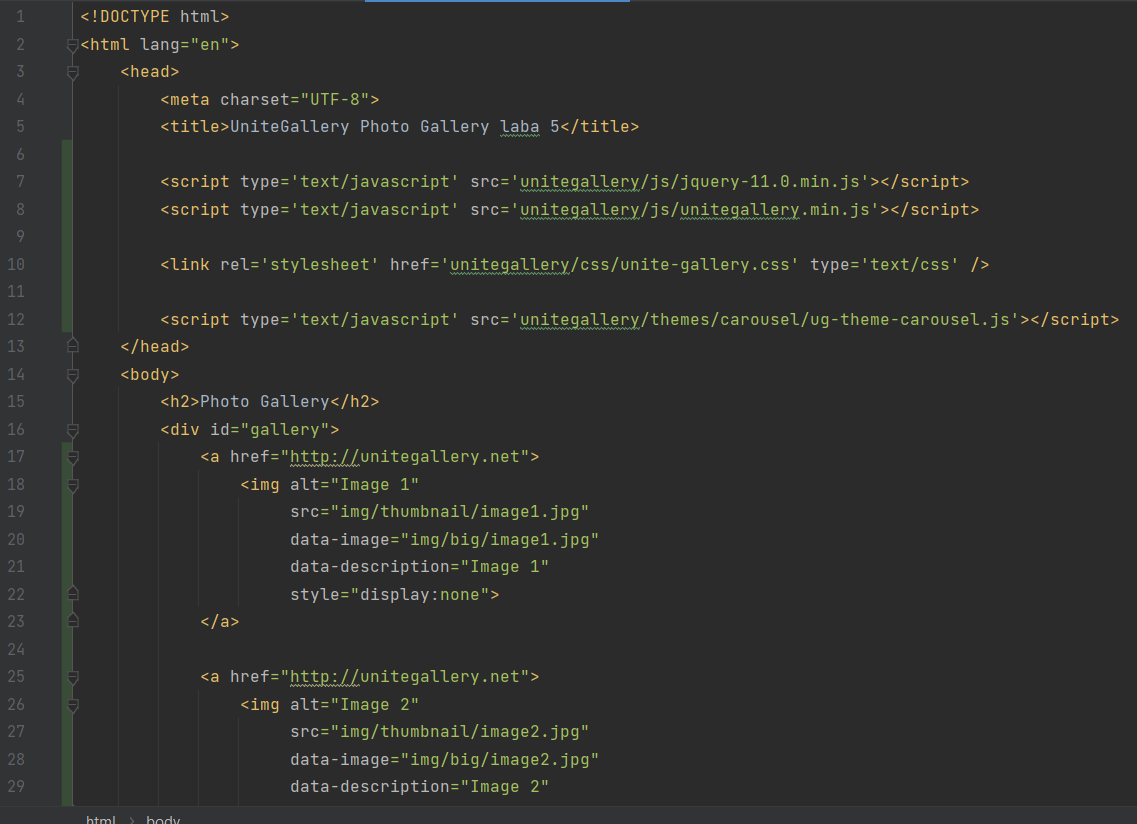 1 <!DOCTYPE html>
2 <html lang="en">
3 <head>
4 <meta charset="UTF-8">
5 <title>UniteGallery Photo Gallery laba 5</title>
6
7 <script type='text/javascript' src='unitegallery/js/jquery-11.0.min.js'></script>
8 <script type='text/javascript' src='unitegallery/js/unitegallery.min.js'></script>
9
10 <link rel='stylesheet' href='unitegallery/css/unite-gallery.css' type='text/css' />
11
12 <script type='text/javascript' src='unitegallery/themes/carousel/ug-theme-carousel.js'></script>
13 </head>
14 <body>
15 <h2>Photo Gallery</h2>
16 <div id="gallery">
17 <a href="http://unitegallery.net">
18 <img alt="Image 1"
19 src="img/thumbnail/image1.jpg"
20 data-image="img/big/image1.jpg"
21 data-description="Image 1"
22 style="display:none">
23 </a>
24
25 <a href="http://unitegallery.net">
26 <img alt="Image 2"
27 src="img/thumbnail/image2.jpg"
28 data-image="img/big/image2.jpg"
29 data-description="Image 2"
html › body